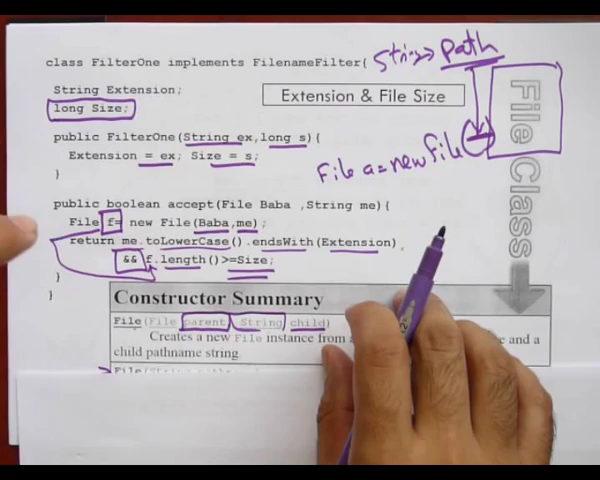 class FilterOne implements FilenameFilter{
String → path
String Extension;
long Size;
Extension & File Size
public FilterOne(String ex,long s){
Extension = ex; Size = s;
}
File a = new File( )
public boolean accept(File Baba ,String me){
File f= new File(Baba,me);
return me.toLowerCase().endsWith(Extension)
&& f.length()>=Size;
}
}
File Class
Constructor Summary
File(File parent, String child)
Creates a new File instance from a
e and a
child pathname string.
File(String